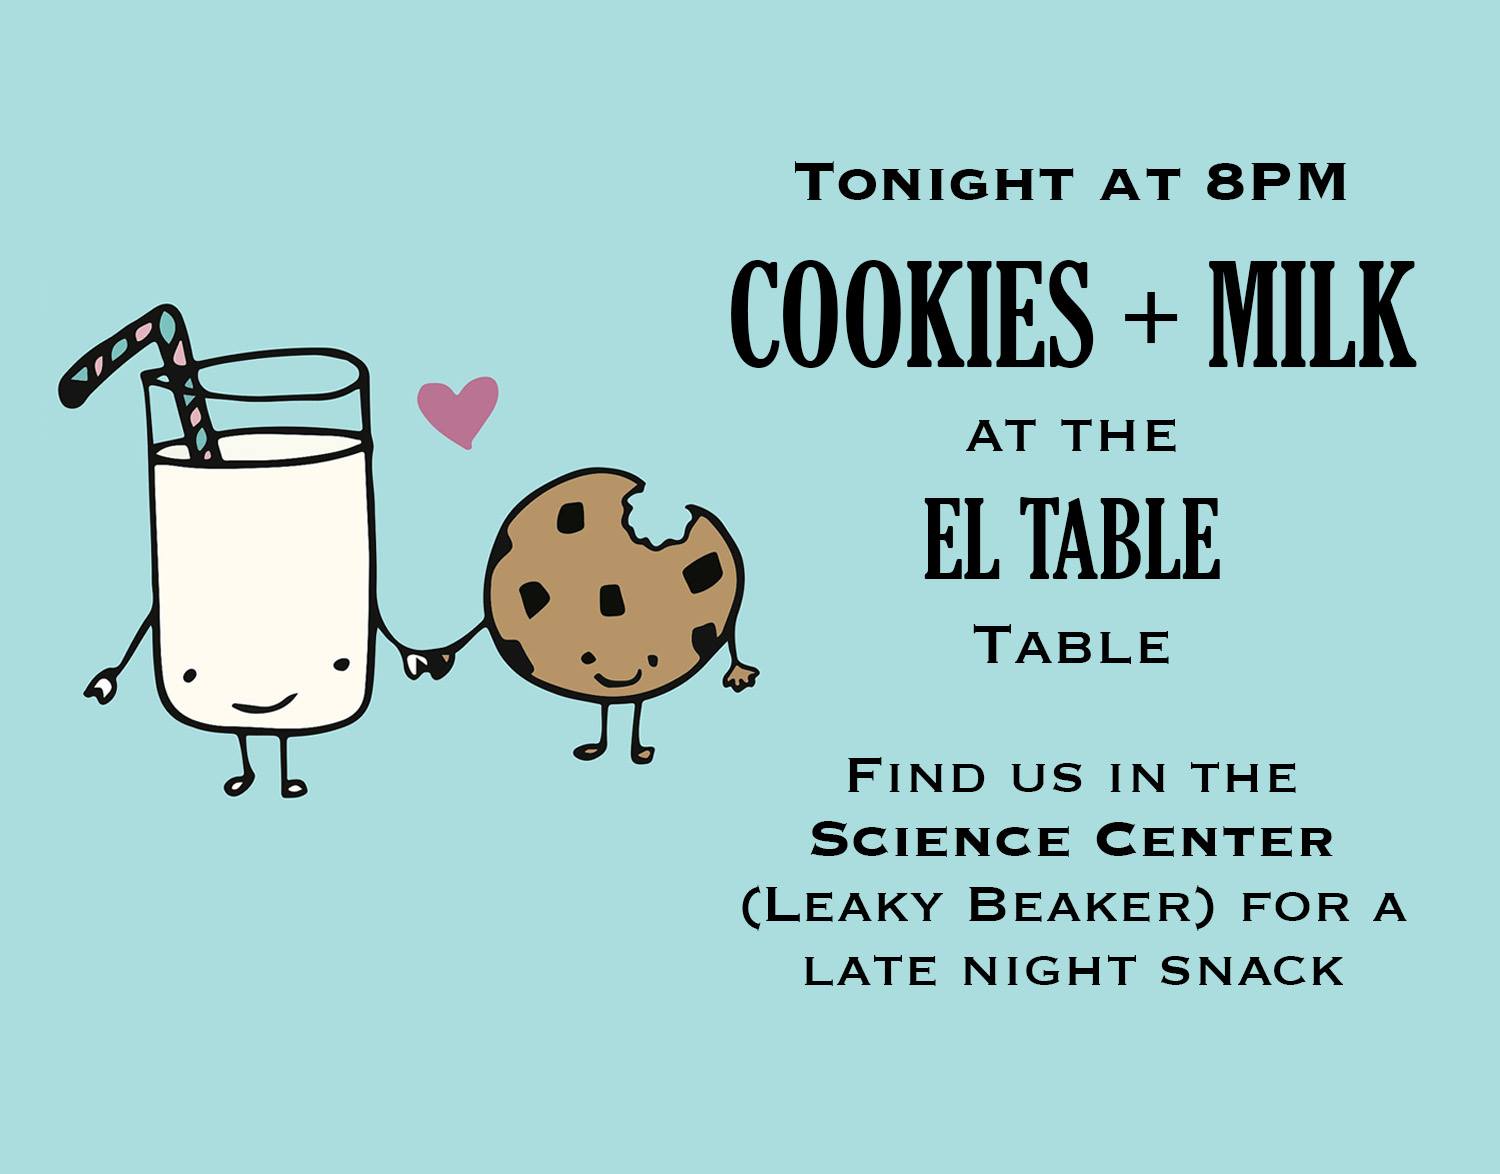 Tonight at 8PM
COOKIES + MILK
at the
EL TABLE
Table
Find us in the
Science Center
(Leaky Beaker) for a
late night snack